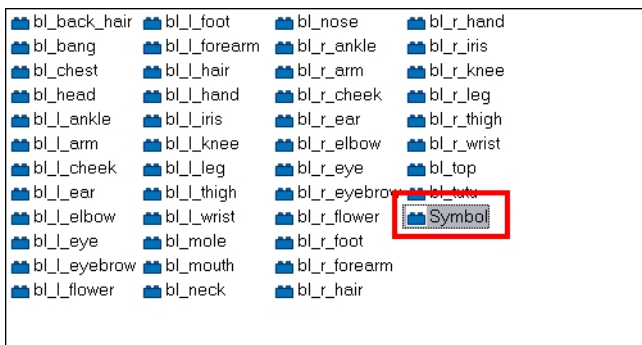 bl_back_hair bl_l_foot bl_nose bl_r_hand
bl_bang bl_l_forearm bl_r_ankle bl_r_iris
bl_chest bl_l_hair bl_r_arm bl_r_knee
bl_head bl_l_hand bl_r_cheek bl_r_leg
bl_l_ankle bl_l_iris bl_r_ear bl_r_thigh
bl_l_arm bl_l_knee bl_r_elbow bl_r_wrist
bl_l_cheek bl_l_leg bl_r_eye bl_top
bl_l_ear bl_l_thigh bl_r_eyebrow bl_tutu
bl_l_elbow bl_l_wrist bl_r_flower Symbol
bl_l_eye bl_mole bl_r_foot
bl_l_eyebrow bl_mouth bl_r_forearm
bl_l_flower bl_neck bl_r_hair